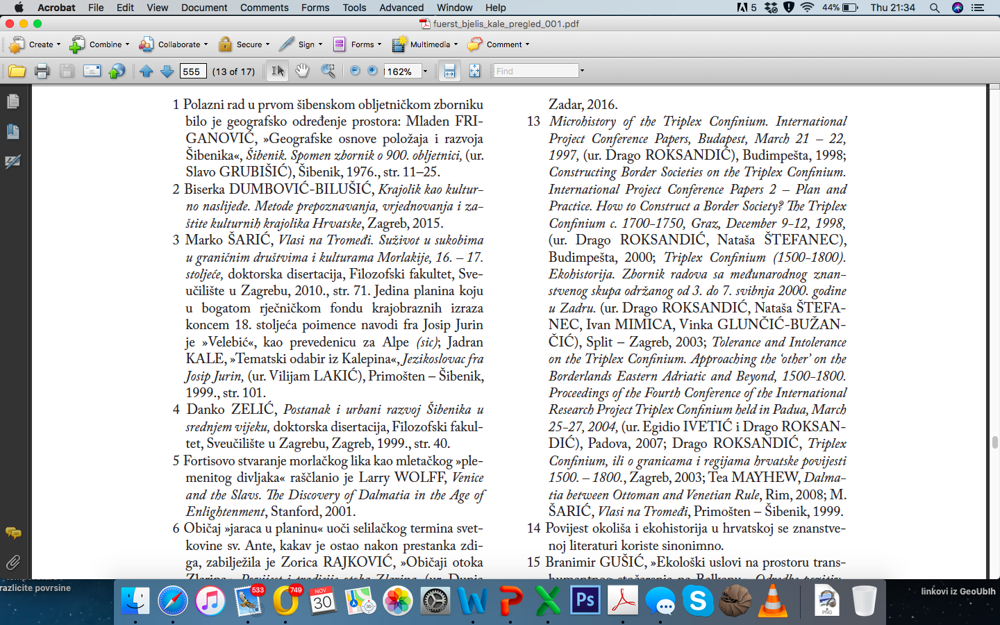 Acrobat File Edit View Document Comments Forms Tools Advanced Window Help 5 44% Thu 21:34
fuerst_bjelis_kale_pregled_001.pdf
Create Combine Collaborate Secure Sign Forms Multimedia Comment
555 (13 of 17) 162% Find
1 Polazni rad u prvom šibenskom obljetničkom zborniku
bilo je geografsko određenje prostora: Mladen FRI-
GANOVIĆ, »Geografske osnove položaja i razvoja
Šibenika«, Šibenik. Spomen zbornik o 900. obljetnici, (ur.
Slavo GRUBIŠIĆ), Šibenik, 1976., str. 11–25.
2 Biserka DUMBOVIĆ-BILUŠIĆ, Krajolik kao kultur-
no naslijeđe. Metode prepoznavanja, vrjednovanja i za-
štite kulturnih krajolika Hrvatske, Zagreb, 2015.
3 Marko ŠARIĆ, Vlasi na Tromeđi. Suživot u sukobima
u graničnim društvima i kulturama Morlakije, 16. – 17.
stoljeće, doktorska disertacija, Filozofski fakultet, Sve-
učilište u Zagrebu, 2010., str. 71. Jedina planina koju
u bogatom rječničkom fondu krajobraznih izraza
koncem 18. stoljeća poimence navodi fra Josip Jurin
je »Velebić«, kao prevedenicu za Alpe (sic); Jadran
KALE, »Tematski odabir iz Kalepina«, Jezikoslovac fra
Josip Jurin, (ur. Vilijam LAKIĆ), Primošten – Šibenik,
1999., str. 101.
4 Danko ZELIĆ, Postanak i urbani razvoj Šibenika u
srednjem vijeku, doktorska disertacija, Filozofski fakul-
tet, Sveučilište u Zagrebu, Zagreb, 1999., str. 40.
5 Fortisovo stvaranje morlačkog lika kao mletačkog »ple-
menitog divljaka« raščlanio je Larry WOLFF, Venice
and the Slavs. The Discovery of Dalmatia in the Age of
Enlightenment, Stanford, 2001.
6 Običaj »jaraca u planinu« uoči selilačkog termina svet-
kovine sv. Ante, kakav je ostao nakon prestanka zdi-
ga, zabilježila je Zorica RAJKOVIĆ, »Običaji otoka
Zlarina«, Povijest i tradicije otoka Zlarina, (ur. Dunja
Zadar, 2016.
13 Microhistory of the Triplex Confinium. International
Project Conference Papers, Budapest, March 21 – 22,
1997, (ur. Drago ROKSANDIĆ), Budimpešta, 1998;
Constructing Border Societies on the Triplex Confinium.
International Project Conference Papers 2 – Plan and
Practice. How to Construct a Border Society? The Triplex
Confinium c. 1700-1750, Graz, December 9-12, 1998,
(ur. Drago ROKSANDIĆ, Nataša ŠTEFANEC),
Budimpešta, 2000; Triplex Confinium (1500-1800).
Ekohistorija. Zbornik radova sa međunarodnog znan-
stvenog skupa održanog od 3. do 7. svibnja 2000. godine
u Zadru. (ur. Drago ROKSANDIĆ, Nataša ŠTEFA-
NEC, Ivan MIMICA, Vinka GLUNČIĆ-BUŽAN-
ČIĆ), Split – Zagreb, 2003; Tolerance and Intolerance
on the Triplex Confinium. Approaching the ‘other’ on the
Borderlands Eastern Adriatic and Beyond, 1500-1800.
Proceedings of the Fourth Conference of the International
Research Project Triplex Confinium held in Padua, March
25-27, 2004, (ur. Egidio IVETIĆ i Drago ROKSAN-
DIĆ), Padova, 2007; Drago ROKSANDIĆ, Triplex
Confinium, ili o granicama i regijama hrvatske povijesti
1500. – 1800., Zagreb, 2003; Tea MAYHEW, Dalma-
tia between Ottoman and Venetian Rule, Rim, 2008; M.
ŠARIĆ, Vlasi na Tromeđi, Primošten – Šibenik, 1999.
14 Povijest okoliša i ekohistorija u hrvatskoj se znanstve-
noj literaturi koriste sinonimno.
15 Branimir GUŠIĆ, »Ekološki uslovi na prostoru trans-
humantnog stočarenja na Balkanu«, Odredbe pozitiv-
razlicite povrsine
linkovi iz GeoUbIh
533 749 NOV 30 Ps PNG